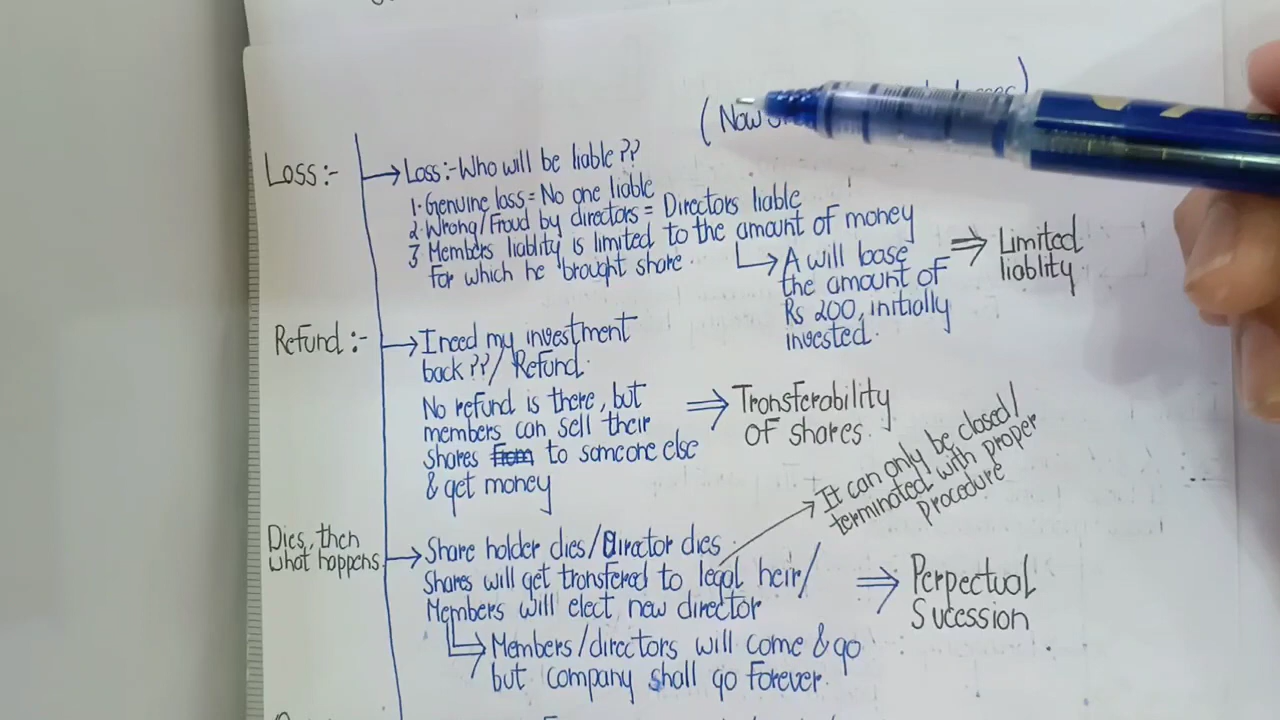 (Now
Loss:-
Loss:-Who will be liable??
1. Genuine loss = No one liable
2. Wrong/Fraud by directors = Directors liable
3 Members liablity is limited to the amount of money
for which he brought share.
A will loose
the amount of
Rs 200, initially
invested.
Limited
lioblity
Refund:-
I need my investment
back??/ Refund.
No refund is there, but
members can sell their
shares to someone else
& get money
Transferability
of shares.
It can only be closed/
terminated with proper
procedure
Dies, then
what happens
Share holder dies/Director dies.
Shares will get transfered to legal heir/
Members will elect new director
Members/directors will come & go
but company shall go forever.
Perpectual
Sucession